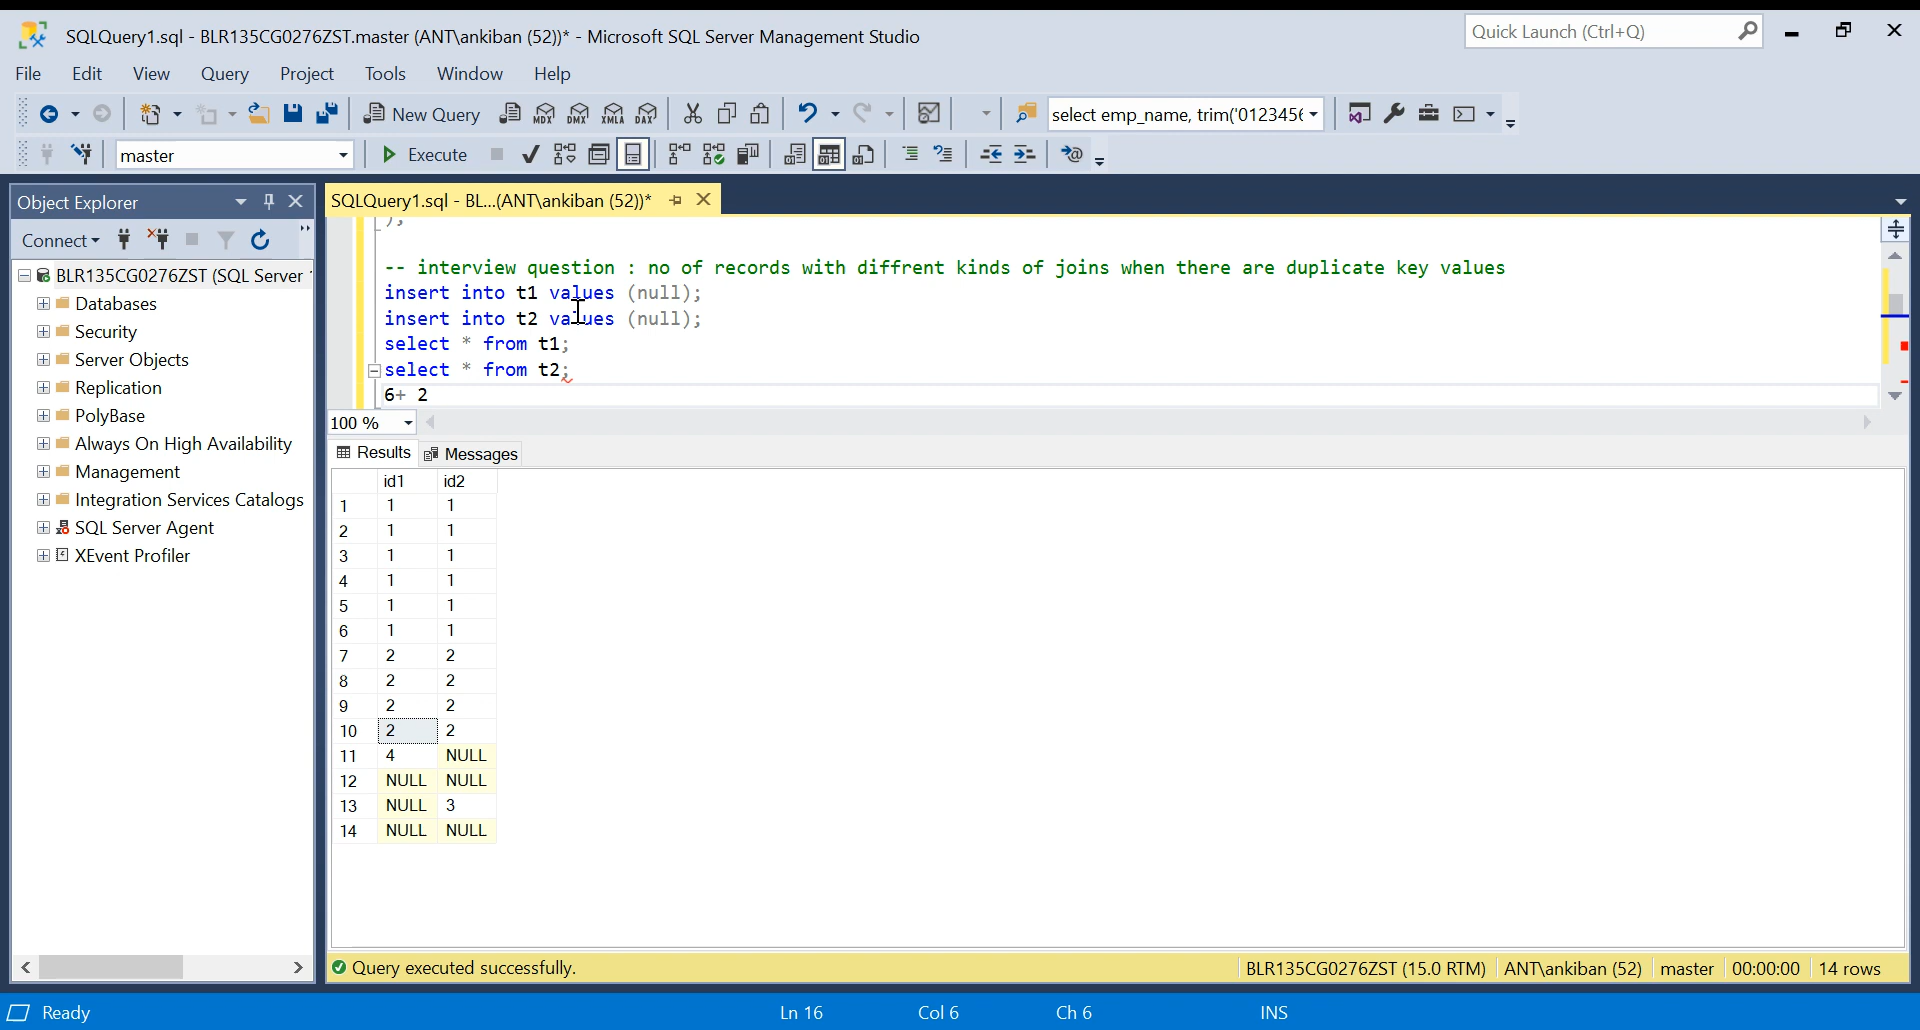 SQLQuery1.sql - BLR135CG0276ZST.master (ANT\ankiban (52))* - Microsoft SQL Server Management Studio
Quick Launch (Ctrl+Q)
File Edit View Query Project Tools Window Help
New Query MDX DMX XMLA DAX select emp_name, trim('012345
master Execute
Object Explorer
SQLQuery1.sql - BL...(ANT\ankiban (52))*
Connect
BLR135CG0276ZST (SQL Server
Databases
Security
Server Objects
Replication
PolyBase
Always On High Availability
Management
Integration Services Catalogs
SQL Server Agent
XEvent Profiler
);
-- interview question : no of records with diffrent kinds of joins when there are duplicate key values
insert into t1 values (null);
insert into t2 values (null);
select * from t1;
select * from t2;
6+ 2
100 %
Results Messages
id1 id2
1 1 1
2 1 1
3 1 1
4 1 1
5 1 1
6 1 1
7 2 2
8 2 2
9 2 2
10 2 2
11 4 NULL
12 NULL NULL
13 NULL 3
14 NULL NULL
Query executed successfully. BLR135CG0276ZST (15.0 RTM) ANT\ankiban (52) master 00:00:00 14 rows
Ready Ln 16 Col 6 Ch 6 INS